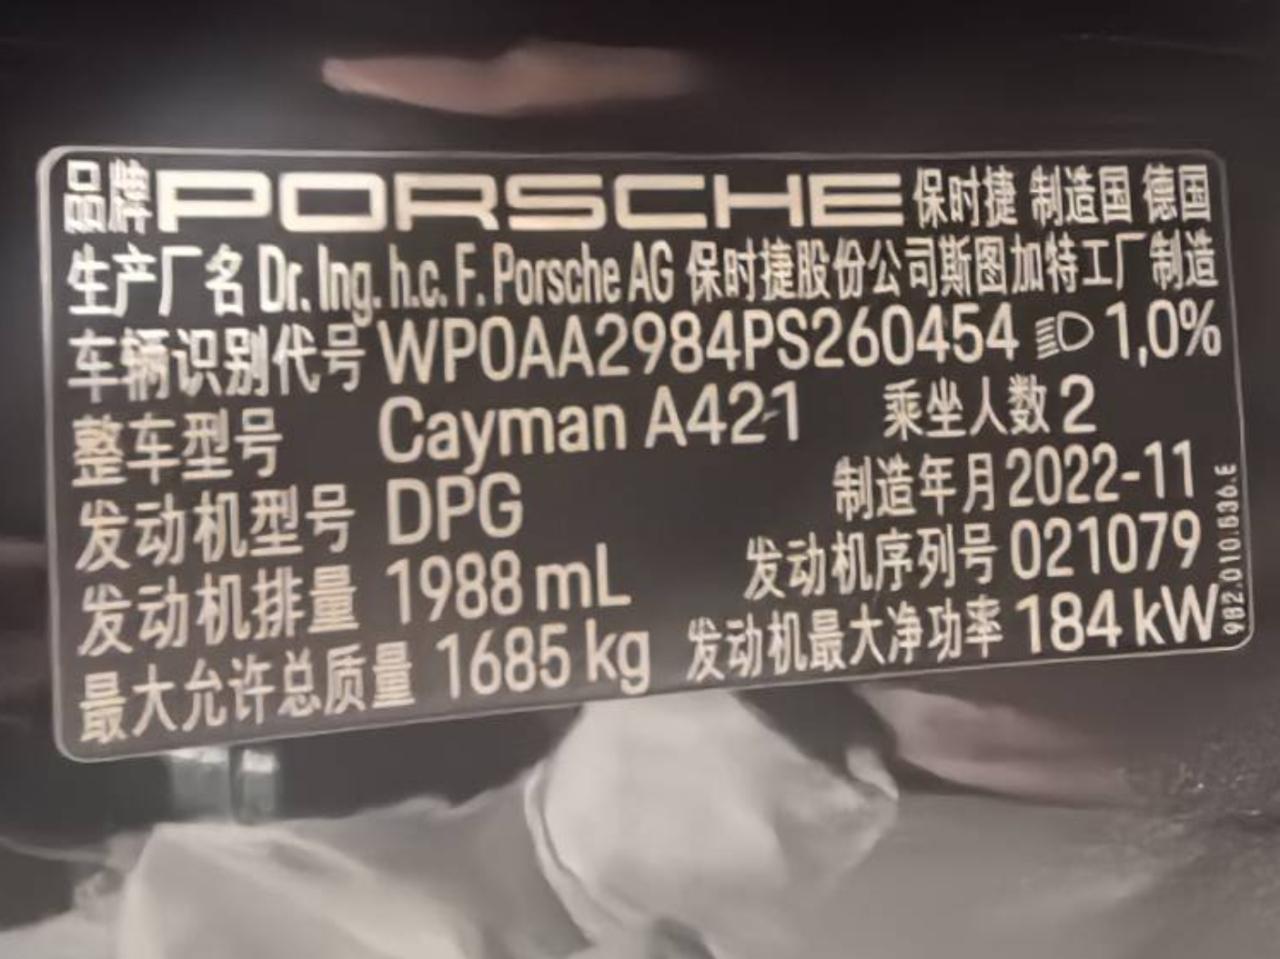 品牌 PORSCHE 保时捷 制造国 德国
生产厂名 Dr. Ing. h.c. F. Porsche AG 保时捷股份公司斯图加特工厂制造
车辆识别代号 WP0AA2984PS260454 1,0%
整车型号 Cayman A421 乘坐人数 2
发动机型号 DPG 制造年月 2022-11
发动机排量 1988 mL 发动机序列号 021079
最大允许总质量 1685 kg 发动机最大净功率 184 kW
982.010.536.E